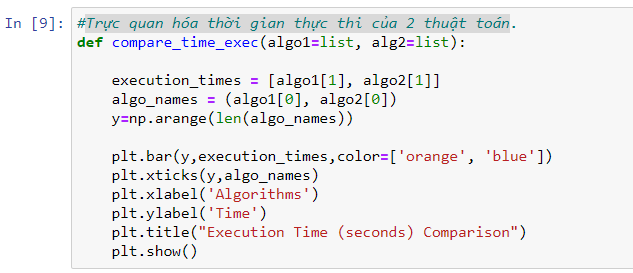 In [9]: #Trực quan hóa thời gian thực thi của 2 thuật toán.
def compare_time_exec(algo1=list, alg2=list):
execution_times = [algo1[1], algo2[1]]
algo_names = (algo1[0], algo2[0])
y=np.arange(len(algo_names))
plt.bar(y,execution_times,color=['orange', 'blue'])
plt.xticks(y,algo_names)
plt.xlabel('Algorithms')
plt.ylabel('Time')
plt.title("Execution Time (seconds) Comparison")
plt.show()